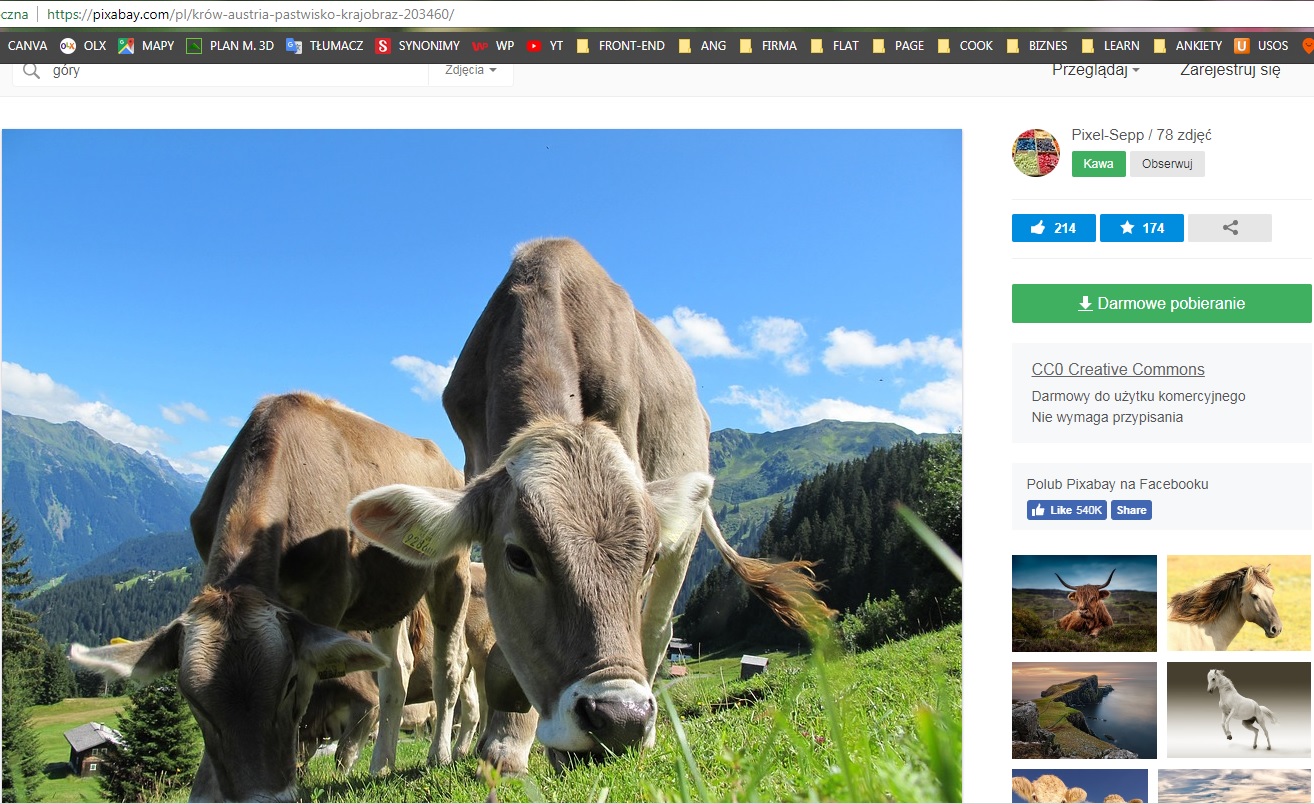 czna https://pixabay.com/pl/krów-austria-pastwisko-krajobraz-203460/
CANVA OLX MAPY PLAN M. 3D TŁUMACZ SYNONIMY WP YT FRONT-END ANG FIRMA FLAT PAGE COOK BIZNES LEARN ANKIETY USOS
góry Zdjęcia Przeglądaj Zarejestruj się
Pixel-Sepp / 78 zdjęć
Kawa Obserwuj
214 174
Darmowe pobieranie
CC0 Creative Commons
Darmowy do użytku komercyjnego
Nie wymaga przypisania
Polub Pixabay na Facebooku
Like 540K Share